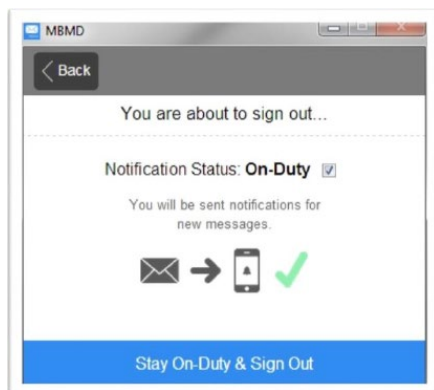 MBMD
Back
You are about to sign out...
Notification Status: On-Duty
You will be sent notifications for
new messages.
Stay On-Duty & Sign Out